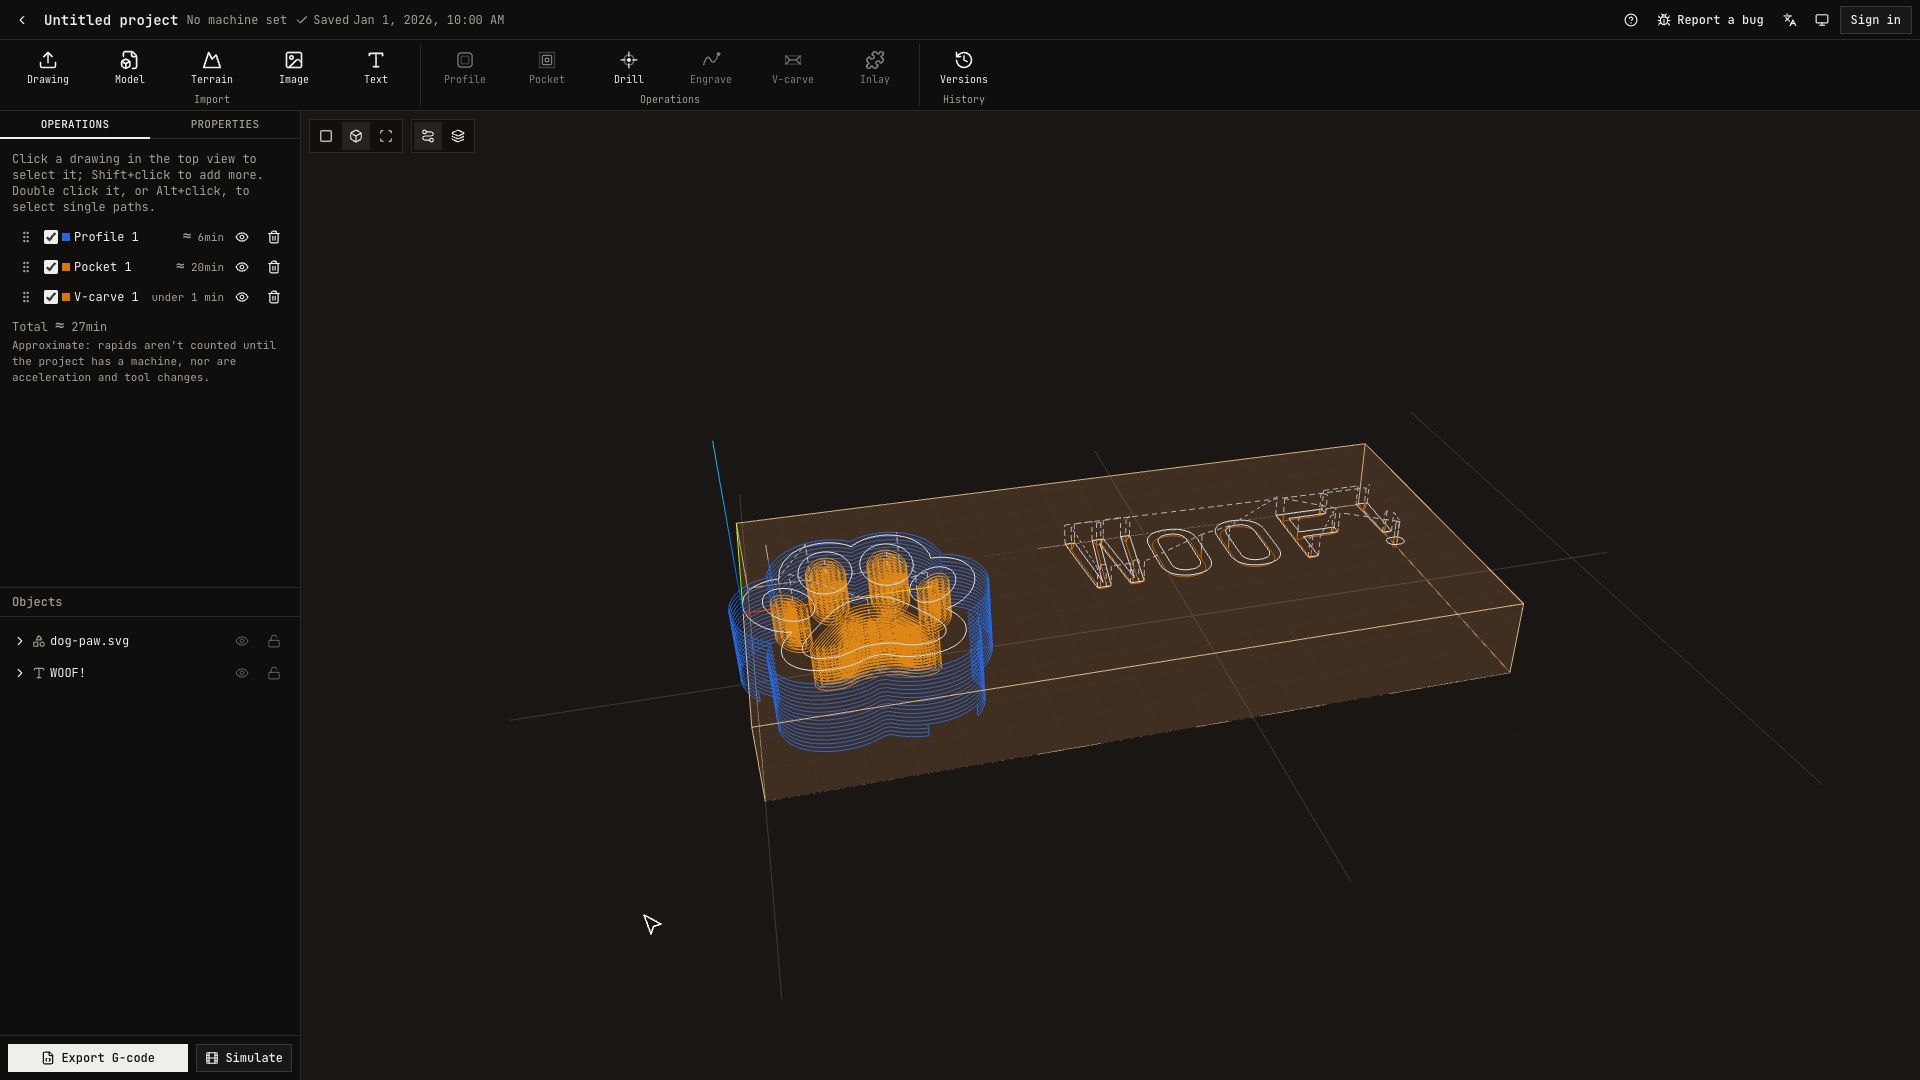 Untitled project No machine set Saved Jan 1, 2026, 10:00 AM
Report a bug
Sign in
Drawing Model Terrain Image Text
Import
Profile Pocket Drill Engrave V-carve Inlay
Operations
Versions
History
OPERATIONS PROPERTIES
Click a drawing in the top view to
select it; Shift+click to add more.
Double click it, or Alt+click, to
select single paths.
Profile 1 ≈ 6min
Pocket 1 ≈ 20min
V-carve 1 under 1 min
Total ≈ 27min
Approximate: rapids aren't counted until
the project has a machine, nor are
acceleration and tool changes.
WOOF!
Objects
dog-paw.svg
WOOF!
Export G-code Simulate